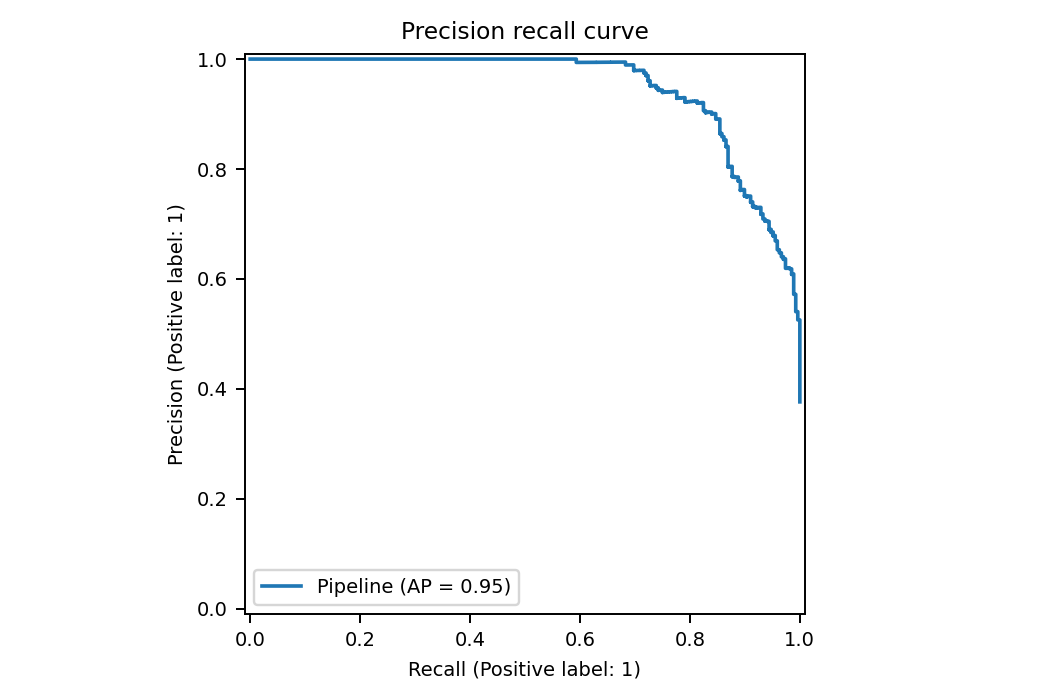 Precision recall curve
1.0
0.8
0.6
0.4
0.2
0.0
Precision (Positive label: 1)
Pipeline (AP = 0.95)
0.0 0.2 0.4 0.6 0.8 1.0
Recall (Positive label: 1)